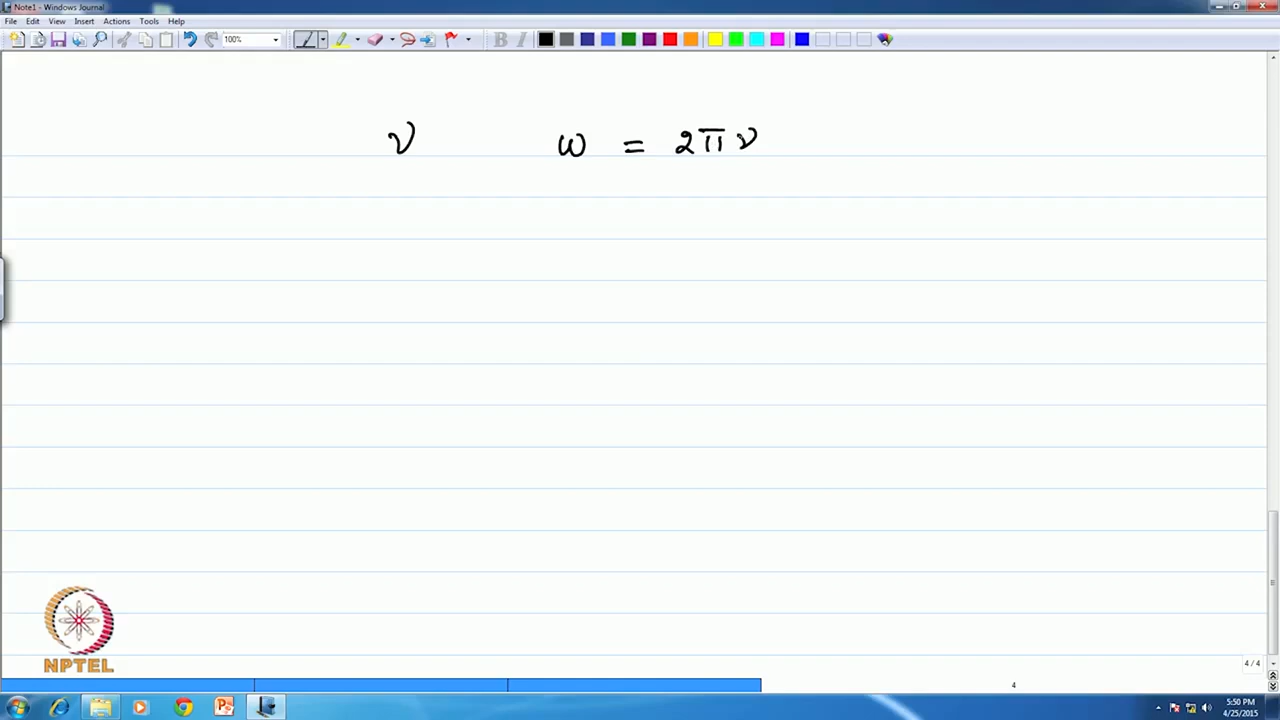 Note1 - Windows Journal
File Edit View Insert Actions Tools Help
100% B I
ν ω = 2π ν
NPTEL
4 / 4
4
5:50 PM
4/25/2015